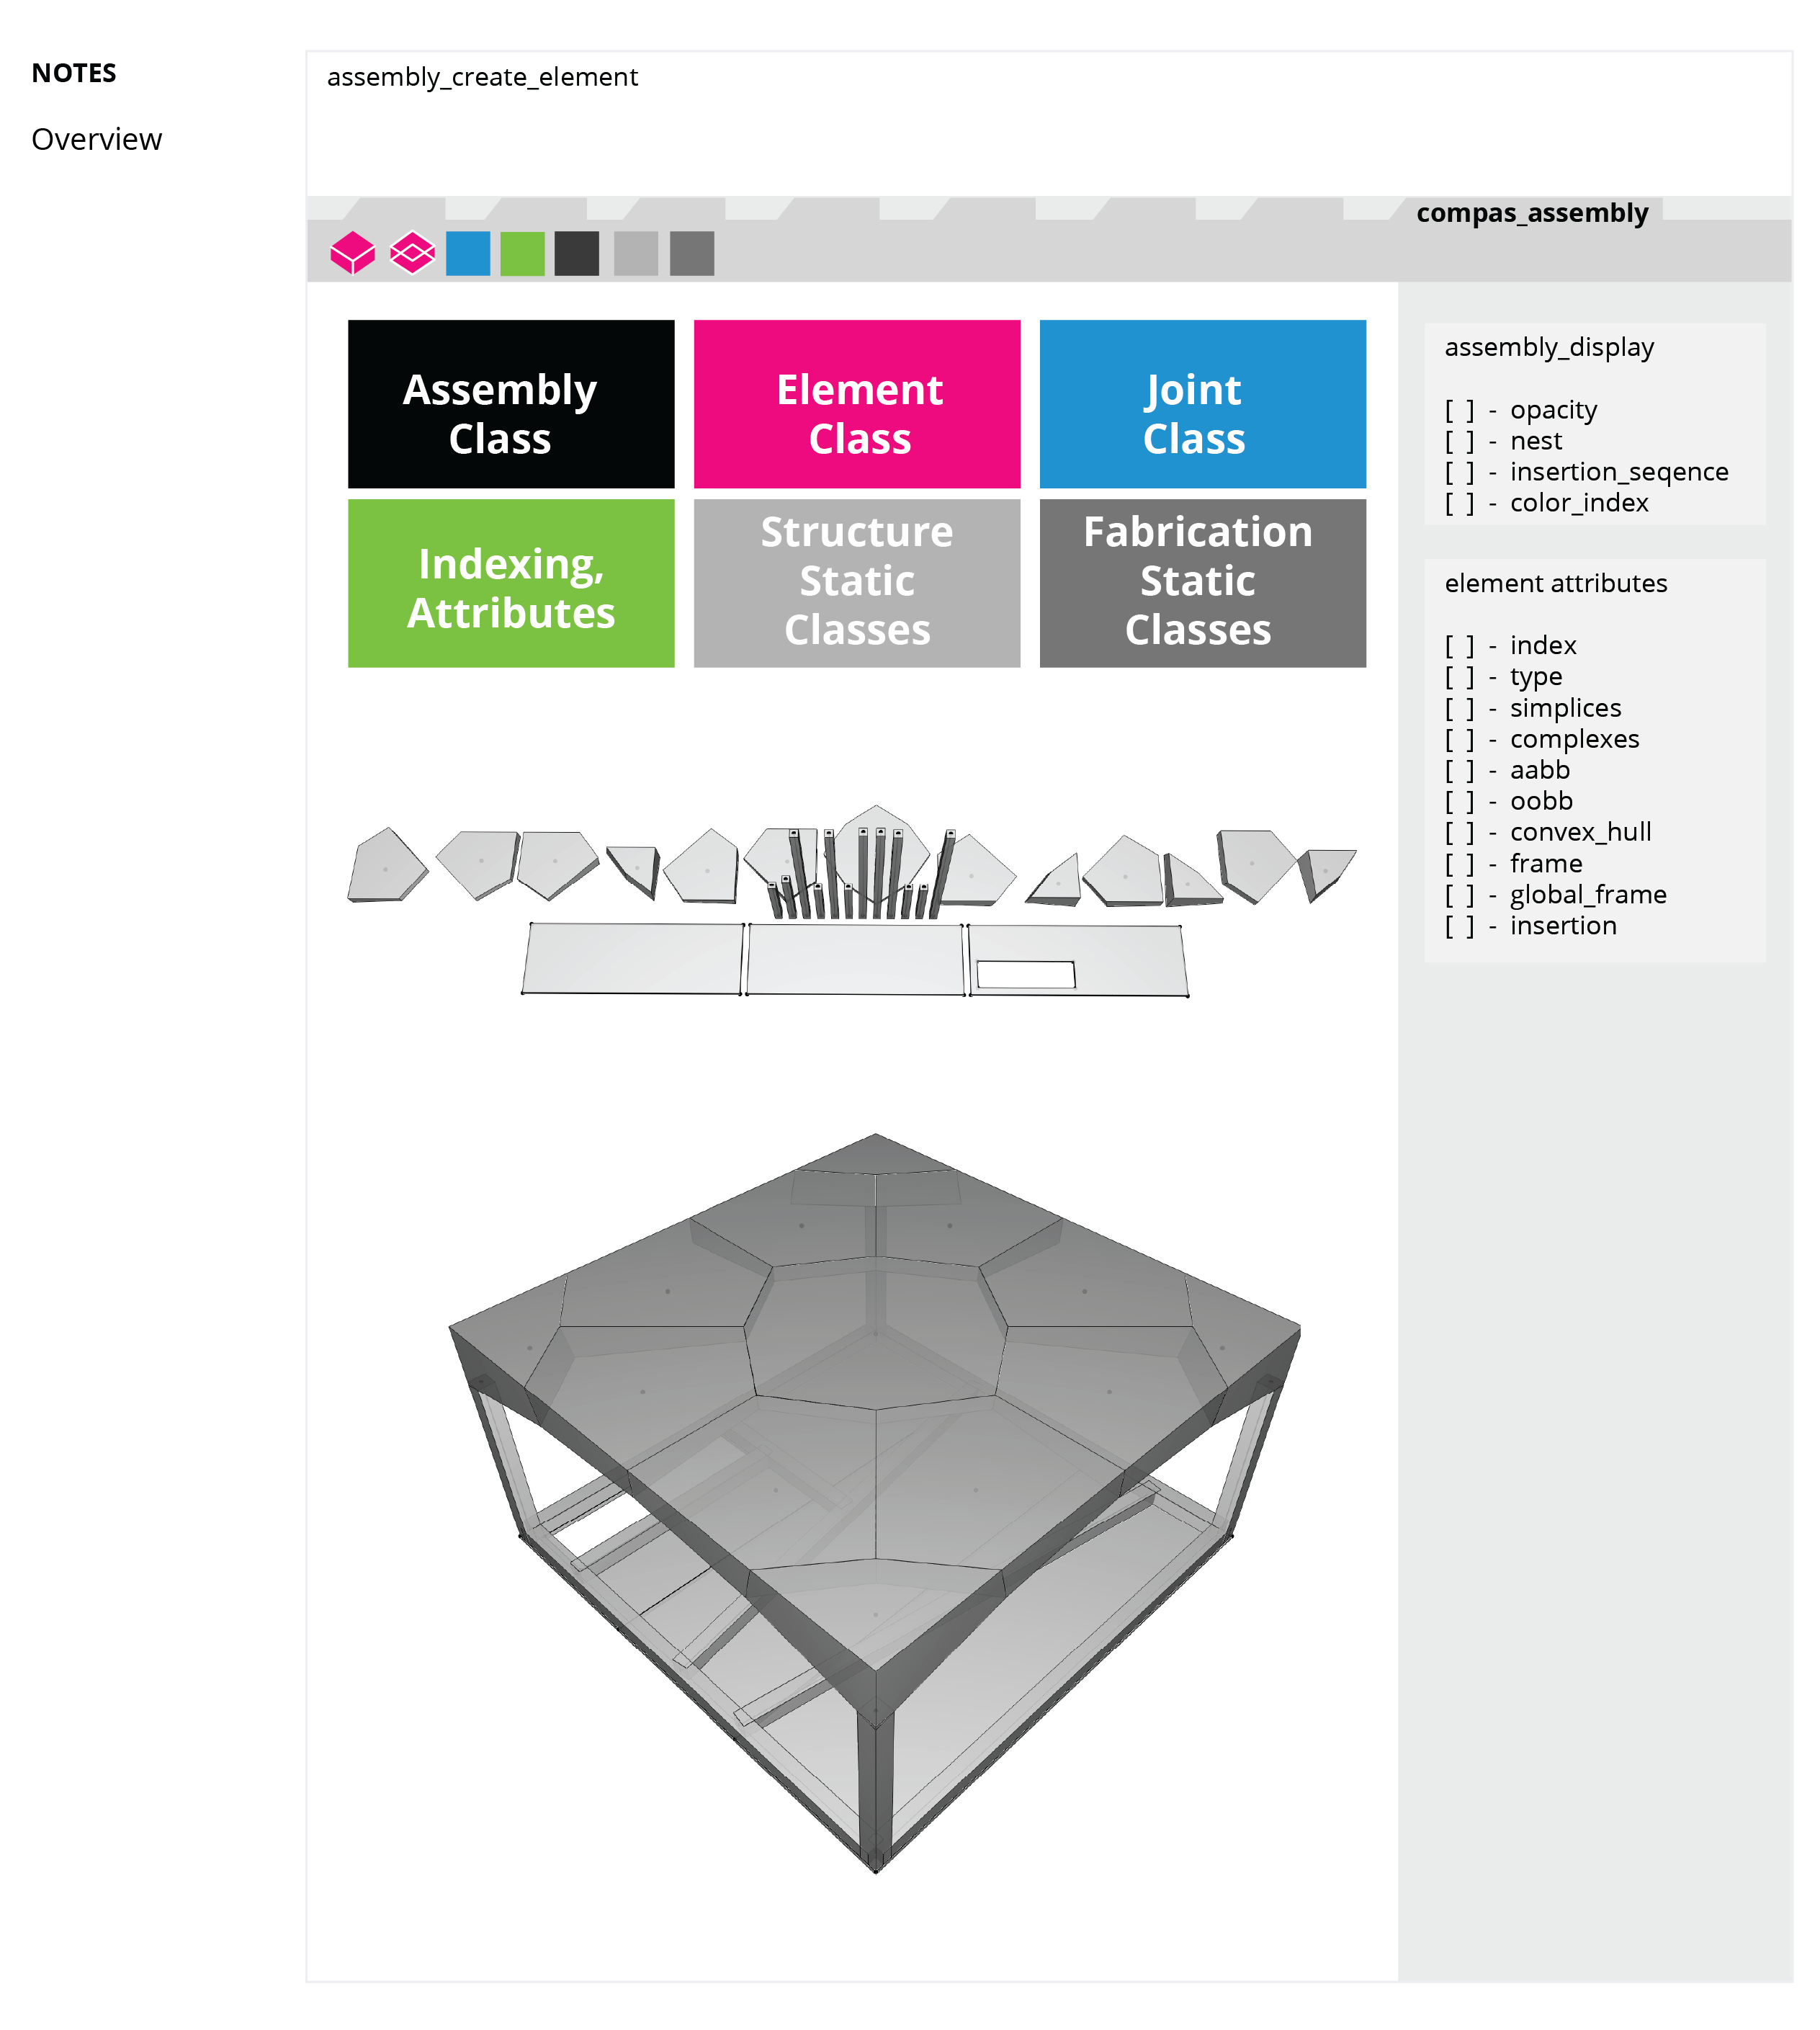 NOTES
Overview
assembly_create_element
compas_assembly
Assembly
Class
Element
Class
Joint
Class
Indexing,
Attributes
Structure
Static
Classes
Fabrication
Static
Classes
assembly_display
[ ] - opacity
[ ] - nest
[ ] - insertion_seqence
[ ] - color_index
element attributes
[ ] - index
[ ] - type
[ ] - simplices
[ ] - complexes
[ ] - aabb
[ ] - oobb
[ ] - convex_hull
[ ] - frame
[ ] - global_frame
[ ] - insertion